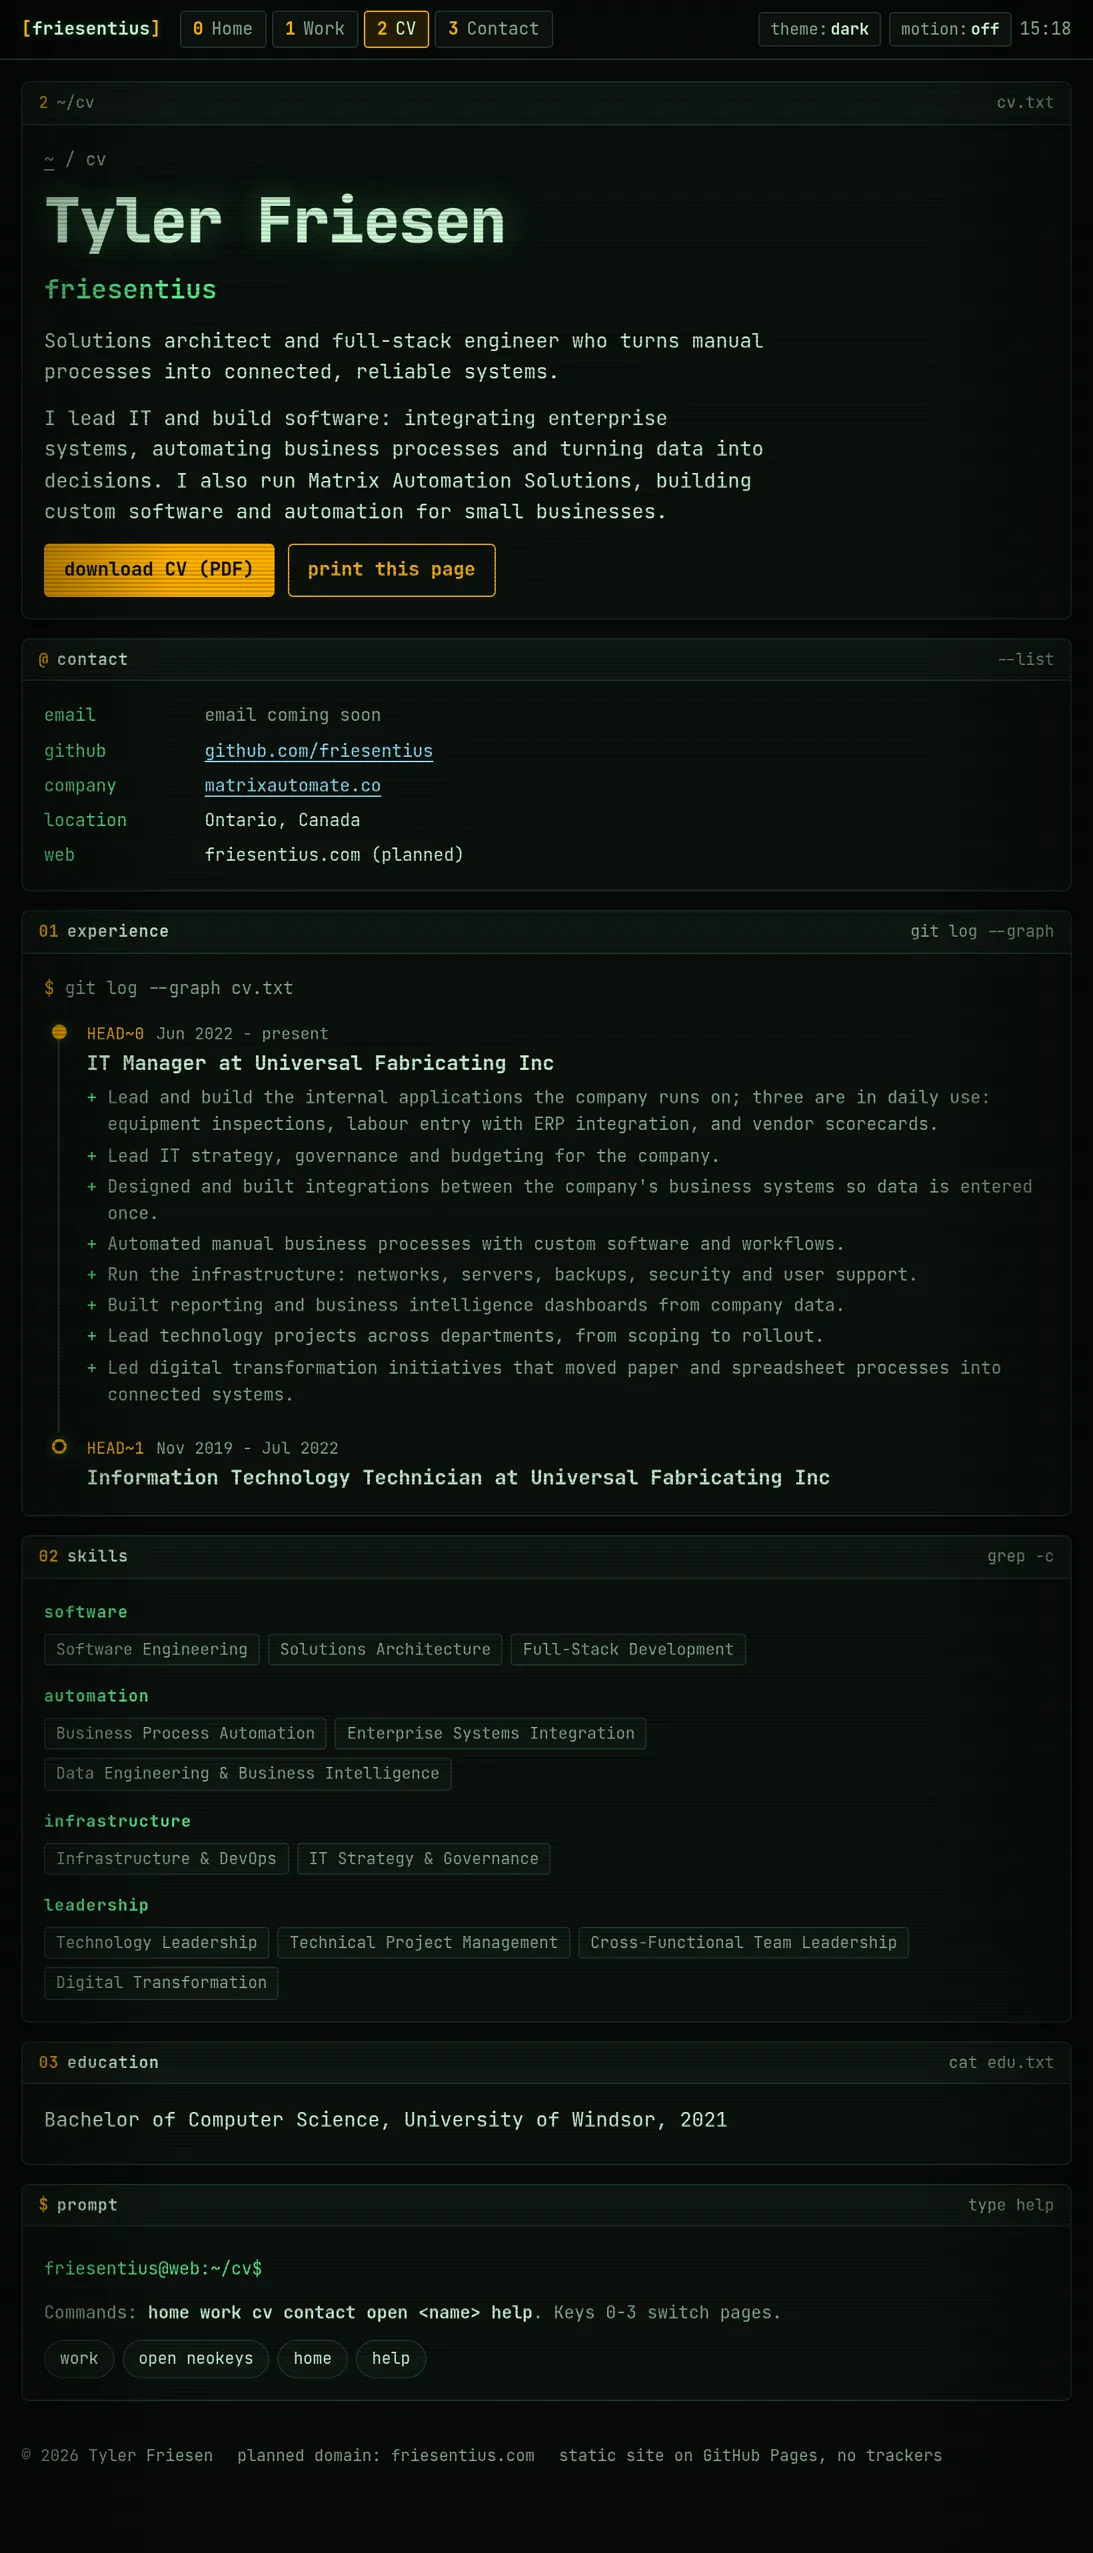 [friesentius] 0 Home 1 Work 2 CV 3 Contact theme:dark motion:off 15:18
2 ~/cv cv.txt
~ / cv
Tyler Friesen
friesentius
Solutions architect and full-stack engineer who turns manual
processes into connected, reliable systems.
I lead IT and build software: integrating enterprise
systems, automating business processes and turning data into
decisions. I also run Matrix Automation Solutions, building
custom software and automation for small businesses.
download CV (PDF) print this page
@ contact --list
email email coming soon
github github.com/friesentius
company matrixautomate.co
location Ontario, Canada
web friesentius.com (planned)
01 experience git log --graph
$ git log --graph cv.txt
HEAD~0 Jun 2022 - present
IT Manager at Universal Fabricating Inc
+ Lead and build the internal applications the company runs on; three are in daily use:
equipment inspections, labour entry with ERP integration, and vendor scorecards.
+ Lead IT strategy, governance and budgeting for the company.
+ Designed and built integrations between the company's business systems so data is entered
once.
+ Automated manual business processes with custom software and workflows.
+ Run the infrastructure: networks, servers, backups, security and user support.
+ Built reporting and business intelligence dashboards from company data.
+ Lead technology projects across departments, from scoping to rollout.
+ Led digital transformation initiatives that moved paper and spreadsheet processes into
connected systems.
HEAD~1 Nov 2019 - Jul 2022
Information Technology Technician at Universal Fabricating Inc
02 skills grep -c
software
Software Engineering Solutions Architecture Full-Stack Development
automation
Business Process Automation Enterprise Systems Integration
Data Engineering & Business Intelligence
infrastructure
Infrastructure & DevOps IT Strategy & Governance
leadership
Technology Leadership Technical Project Management Cross-Functional Team Leadership
Digital Transformation
03 education cat edu.txt
Bachelor of Computer Science, University of Windsor, 2021
$ prompt type help
friesentius@web:~/cv$
Commands: home work cv contact open <name> help. Keys 0-3 switch pages.
work open neokeys home help
© 2026 Tyler Friesen planned domain: friesentius.com static site on GitHub Pages, no trackers